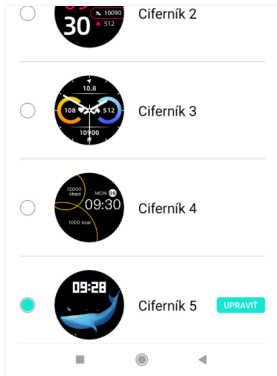 30
10090
512
Ciferník 2
10.8
108
512
10900
Ciferník 3
12000
steps
MON 08
09:30
1000 kcal
Ciferník 4
09:28
Ciferník 5
UPRAVIŤ